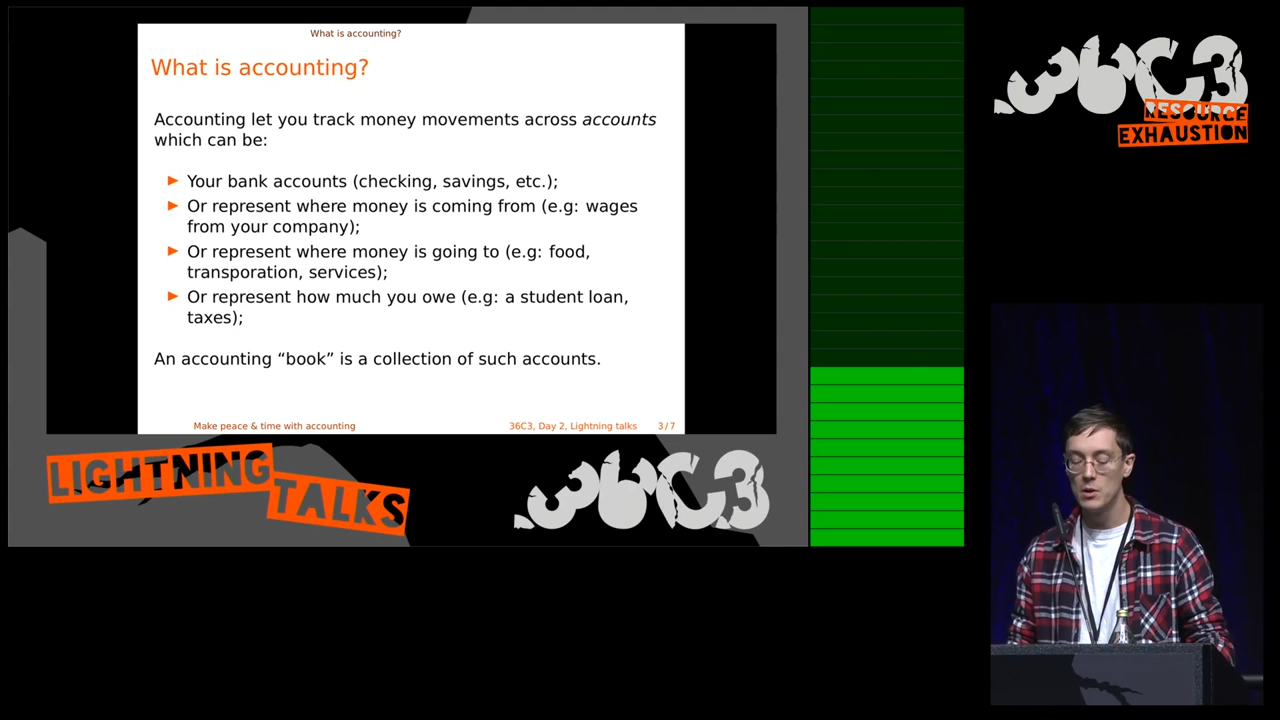 What is accounting?
What is accounting?
Accounting let you track money movements across accounts
which can be:
► Your bank accounts (checking, savings, etc.);
► Or represent where money is coming from (e.g: wages
from your company);
► Or represent where money is going to (e.g: food,
transporation, services);
► Or represent how much you owe (e.g: a student loan,
taxes);
An accounting “book” is a collection of such accounts.
Make peace & time with accounting
36C3, Day 2, Lightning talks
3/7
LIGHTNING
TALKS
36C3
36C3
RESOURCE
EXHAUSTION